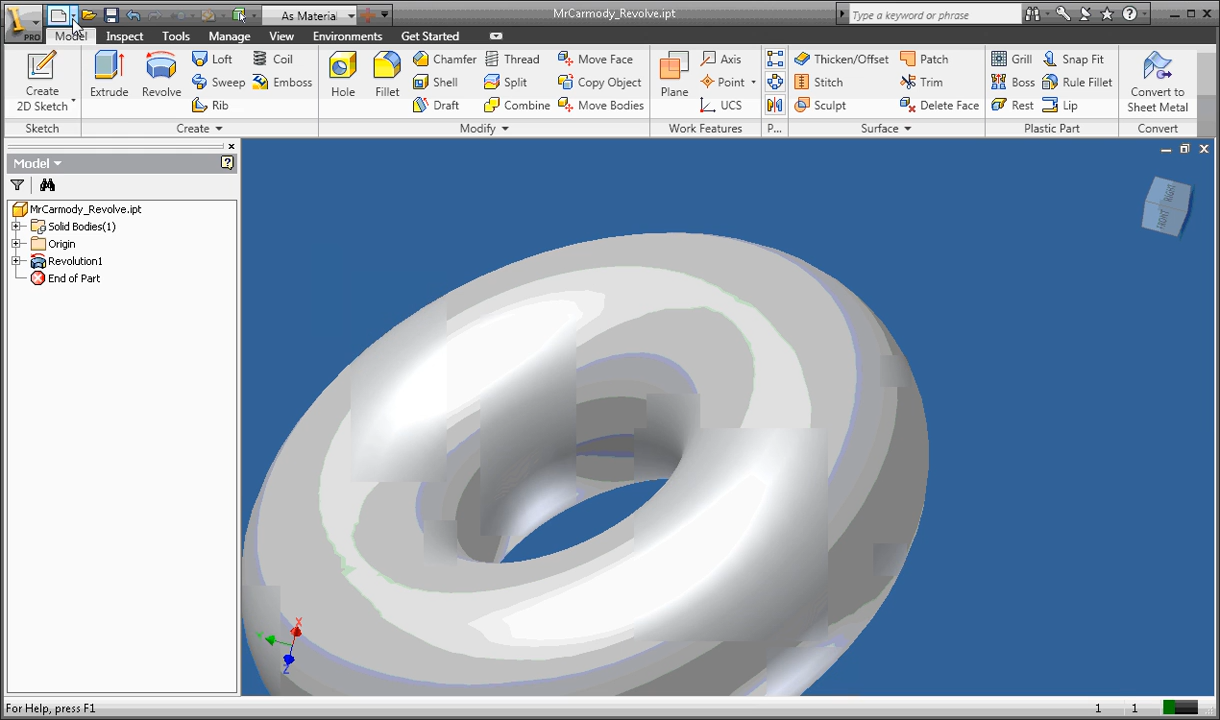 As Material
MrCarmody_Revolve.ipt
Type a keyword or phrase
PRO
Model
Inspect
Tools
Manage
View
Environments
Get Started
Create
2D Sketch
Extrude
Revolve
Loft
Sweep
Rib
Coil
Emboss
Hole
Fillet
Chamfer
Shell
Draft
Thread
Split
Combine
Move Face
Copy Object
Move Bodies
Plane
Axis
Point
UCS
Thicken/Offset
Stitch
Sculpt
Patch
Trim
Delete Face
Grill
Boss
Rest
Snap Fit
Rule Fillet
Lip
Convert to
Sheet Metal
Sketch
Create
Modify
Work Features
P...
Surface
Plastic Part
Convert
Model
MrCarmody_Revolve.ipt
Solid Bodies(1)
Origin
Revolution1
End of Part
FRONT
RIGHT
X
Y
Z
For Help, press F1
1
1